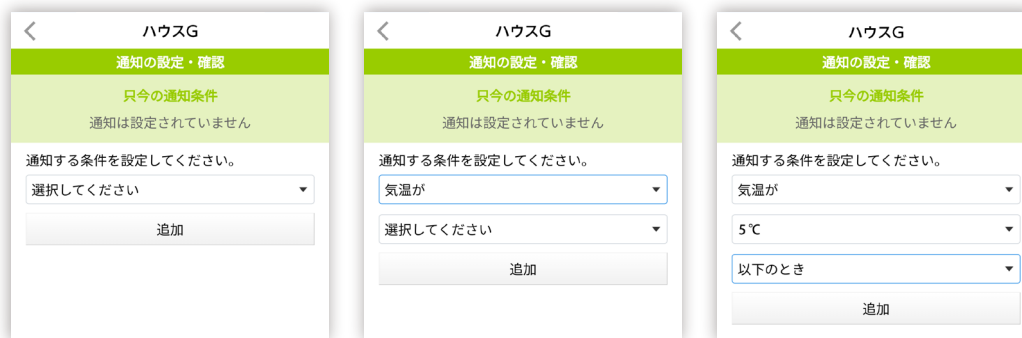 ハウスG
通知の設定・確認
只今の通知条件
通知は設定されていません
通知する条件を設定してください。
選択してください
追加
ハウスG
通知の設定・確認
只今の通知条件
通知は設定されていません
通知する条件を設定してください。
気温が
選択してください
追加
ハウスG
通知の設定・確認
只今の通知条件
通知は設定されていません
通知する条件を設定してください。
気温が
5℃
以下のとき
追加